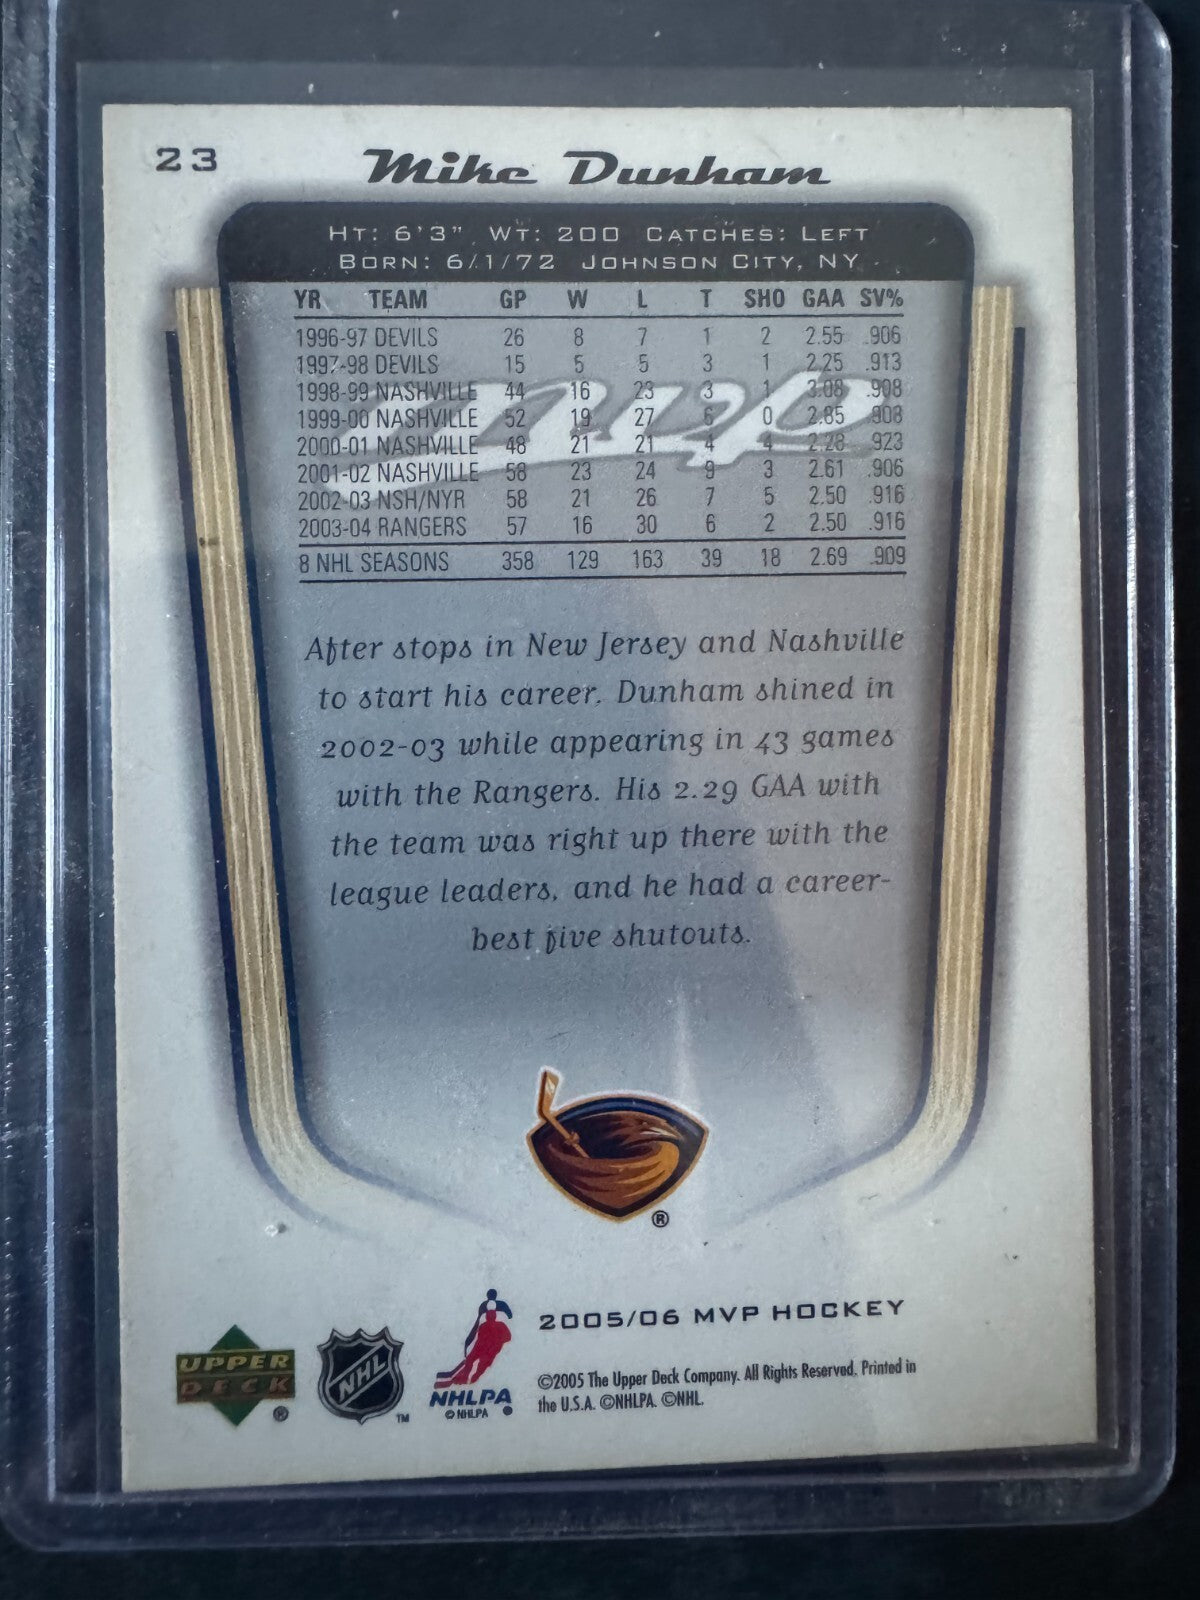 23
Mike Dunham
HT: 6'3" WT: 200 CATCHES: LEFT
BORN: 6/1/72 JOHNSON CITY, NY
YR TEAM GP W L T SHO GAA SV%
1996-97 DEVILS 26 8 7 1 2 2.55 .906
1997-98 DEVILS 15 5 5 3 1 2.25 .913
1998-99 NASHVILLE 44 16 23 3 1 3.08 .908
1999-00 NASHVILLE 52 19 27 6 0 2.85 .908
2000-01 NASHVILLE 48 21 21 4 4 2.28 .923
2001-02 NASHVILLE 58 23 24 9 3 2.61 .906
2002-03 NSH/NYR 58 21 26 7 5 2.50 .916
2003-04 RANGERS 57 16 30 6 2 2.50 .916
8 NHL SEASONS 358 129 163 39 18 2.69 .909
mvp
After stops in New Jersey and Nashville
to start his career, Dunham shined in
2002-03 while appearing in 43 games
with the Rangers. His 2.29 GAA with
the team was right up there with the
league leaders, and he had a career-
best five shutouts.
®
2005/06 MVP HOCKEY
UPPER
DECK
®
NHL
™
NHLPA
© NHLPA
©2005 The Upper Deck Company. All Rights Reserved. Printed in
the U.S.A. ©NHLPA. ©NHL.